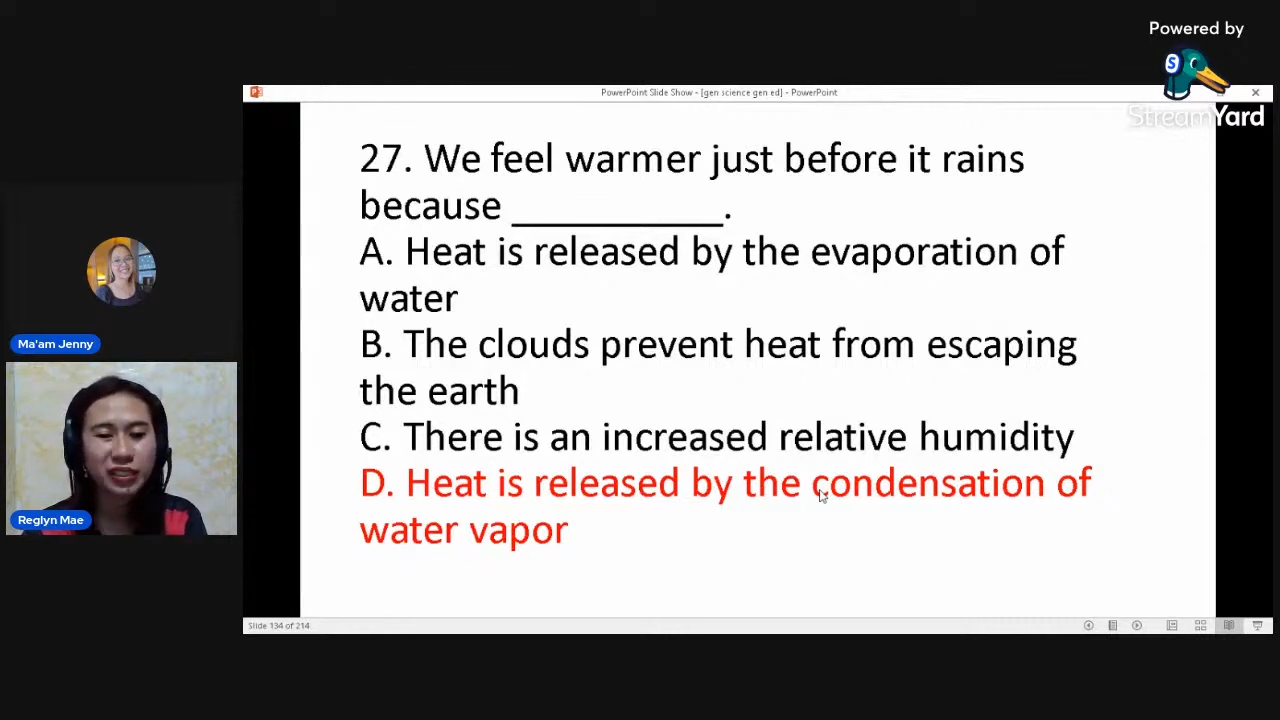 Powered by
StreamYard
PowerPoint Slide Show - [gen science gen ed] - PowerPoint
27. We feel warmer just before it rains
because __________.
A. Heat is released by the evaporation of
water
B. The clouds prevent heat from escaping
the earth
C. There is an increased relative humidity
D. Heat is released by the condensation of
water vapor
Ma'am Jenny
Reglyn Mae
Slide 134 of 214